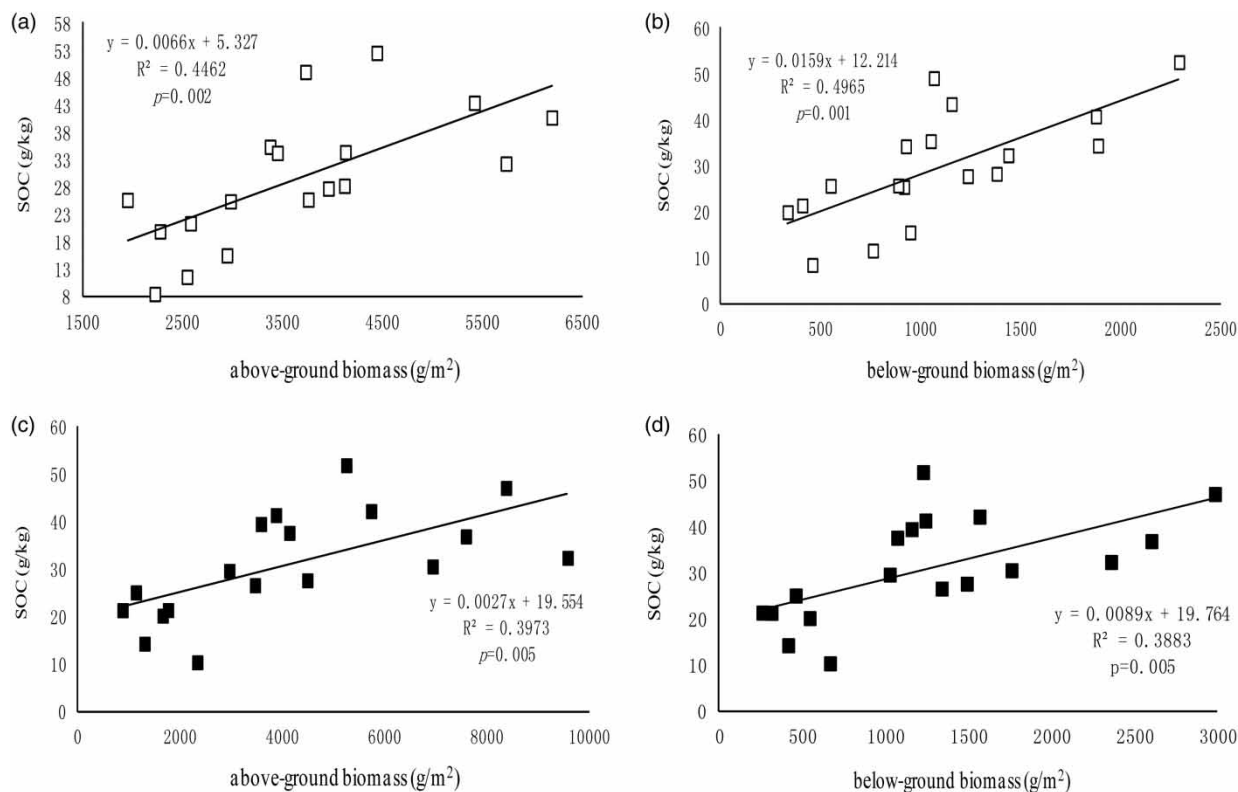 (a)
58
53
48
43
38
33
28
23
18
13
8
SOC (g/kg)
y = 0.0066x + 5.327
R² = 0.4462
p=0.002
1500 2500 3500 4500 5500 6500
above-ground biomass (g/m²)
(b)
60
50
40
30
20
10
0
SOC (g/kg)
y = 0.0159x + 12.214
R² = 0.4965
p=0.001
0 500 1000 1500 2000 2500
below-ground biomass (g/m²)
(c)
60
50
40
30
20
10
0
SOC (g/kg)
y = 0.0027x + 19.554
R² = 0.3973
p=0.005
0 2000 4000 6000 8000 10000
above-ground biomass (g/m²)
(d)
60
50
40
30
20
10
0
SOC (g/kg)
y = 0.0089x + 19.764
R² = 0.3883
p=0.005
0 500 1000 1500 2000 2500 3000
below-ground biomass (g/m²)